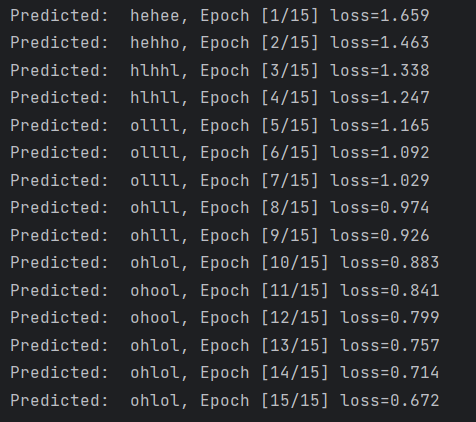 Predicted:  hehee, Epoch [1/15] loss=1.659
Predicted:  hehho, Epoch [2/15] loss=1.463
Predicted:  hlhhl, Epoch [3/15] loss=1.338
Predicted:  hlhll, Epoch [4/15] loss=1.247
Predicted:  ollll, Epoch [5/15] loss=1.165
Predicted:  ollll, Epoch [6/15] loss=1.092
Predicted:  ollll, Epoch [7/15] loss=1.029
Predicted:  ohlll, Epoch [8/15] loss=0.974
Predicted:  ohlll, Epoch [9/15] loss=0.926
Predicted:  ohlol, Epoch [10/15] loss=0.883
Predicted:  ohool, Epoch [11/15] loss=0.841
Predicted:  ohool, Epoch [12/15] loss=0.799
Predicted:  ohlol, Epoch [13/15] loss=0.757
Predicted:  ohlol, Epoch [14/15] loss=0.714
Predicted:  ohlol, Epoch [15/15] loss=0.672